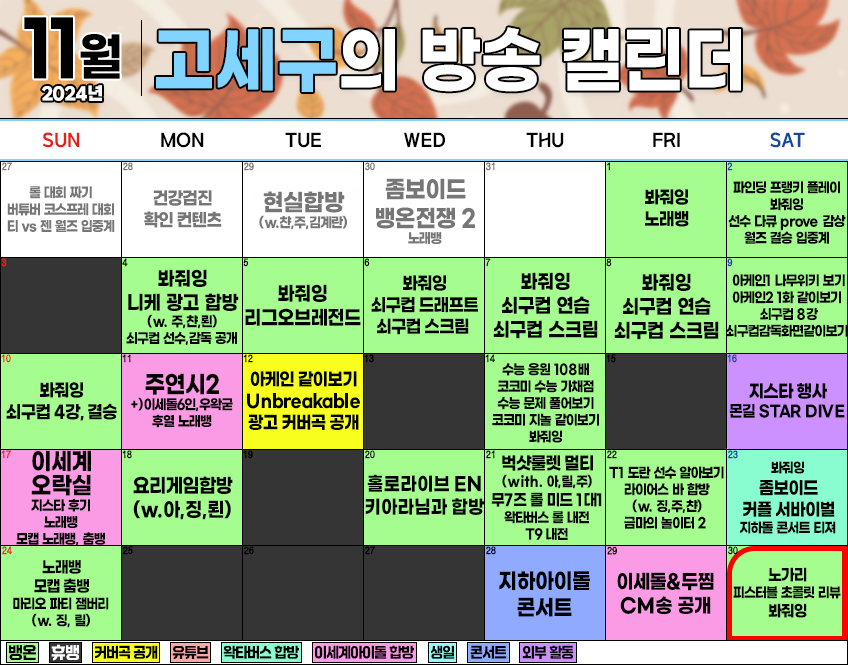 11월
2024년
고세구의 방송 캘린더
SUN MON TUE WED THU FRI SAT
27
롤 대회 짜기
버튜버 코스프레 대회
티 vs 젠 월즈 입중계
28
건강검진
확인 컨텐츠
29
현실합방
(w.챤,주,김계란)
30
좀보이드
뱅온전쟁 2
노래뱅
31
1
봐줘잉
노래뱅
2
파인딩 프랭키 플레이
봐줘잉
선수 다큐 prove 감상
월즈 결승 입중계
3
4
봐줘잉
니케 광고 합방
(w. 주,챤,뢴)
쇠구컵 선수,감독 공개
5
봐줘잉
리그오브레전드
6
봐줘잉
쇠구컵 드래프트
쇠구컵 스크림
7
봐줘잉
쇠구컵 연습
쇠구컵 스크림
8
봐줘잉
쇠구컵 연습
쇠구컵 스크림
9
아케인1 나무위키 보기
아케인2 1화 같이보기
쇠구컵 8강
쇠구컵감독화면같이보기
10
봐줘잉
쇠구컵 4강, 결승
11
주연시2
+)이세돌6인,우왁굳
후열 노래뱅
12
아케인 같이보기
Unbreakable
광고 커버곡 공개
13
14
수능 응원 108배
코코미 수능 가채점
수능 문제 풀어보기
코코미 지놀 같이보기
봐줘잉
15
16
지스타 행사
몬길 STAR DIVE
17
이세계
오락실
지스타 후기
노래뱅
모캡 노래뱅, 춤뱅
18
요리게임합방
(w.아,징,뢴)
19
20
홀로라이브 EN
키아라님과 합방
21
벅샷룰렛 멀티
(with. 아,릴,주)
무7즈 롤 미드 1대1
왁타버스 롤 내전
T9 내전
22
T1 도란 선수 알아보기
라이어스 바 합방
(w. 징,주,챤)
금마의 놀이터 2
23
봐줘잉
좀보이드
커플 서바이벌
지하돌 콘서트 티져
24
노래뱅
모캡 춤뱅
마리오 파티 잼버리
(w. 징, 릴)
25
26
27
28
지하아이돌
콘서트
29
이세돌&두찜
CM송 공개
30
노가리
피스터블 초콜릿 리뷰
봐줘잉
뱅온 휴뱅 커버곡 공개 유튜브 왁타버스 합방 이세계아이돌 합방 생일 콘서트 외부 활동